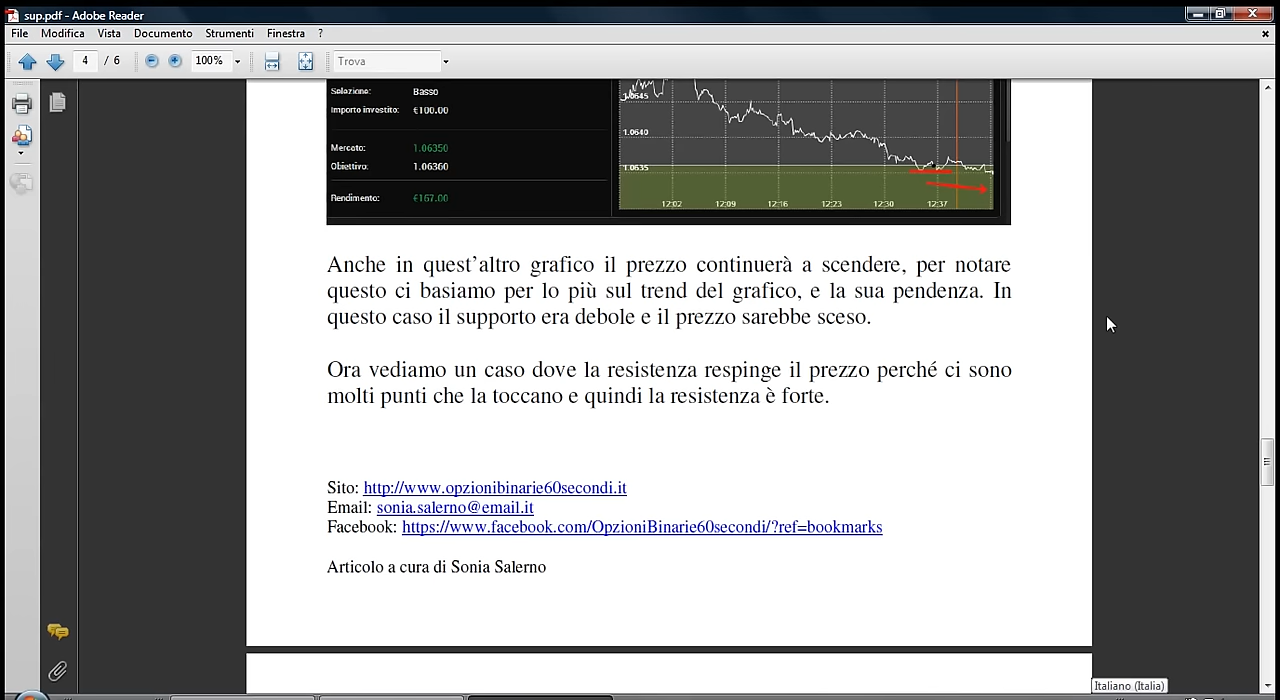 sup.pdf - Adobe Reader
File Modifica Vista Documento Strumenti Finestra ?
4 / 6 100% Trova
Selezione: Basso
Importo investito: €100.00
Mercato: 1.06350
Obiettivo: 1.06360
Rendimento: €167.00
1.0645
1.0640
1.0635
12:02 12:09 12:16 12:23 12:30 12:37
Anche in quest’altro grafico il prezzo continuerà a scendere, per notare
questo ci basiamo per lo più sul trend del grafico, e la sua pendenza. In
questo caso il supporto era debole e il prezzo sarebbe sceso.
Ora vediamo un caso dove la resistenza respinge il prezzo perché ci sono
molti punti che la toccano e quindi la resistenza è forte.
Sito: http://www.opzionibinarie60secondi.it
Email: sonia.salerno@email.it
Facebook: https://www.facebook.com/OpzioniBinarie60secondi/?ref=bookmarks
Articolo a cura di Sonia Salerno
Italiano (Italia)